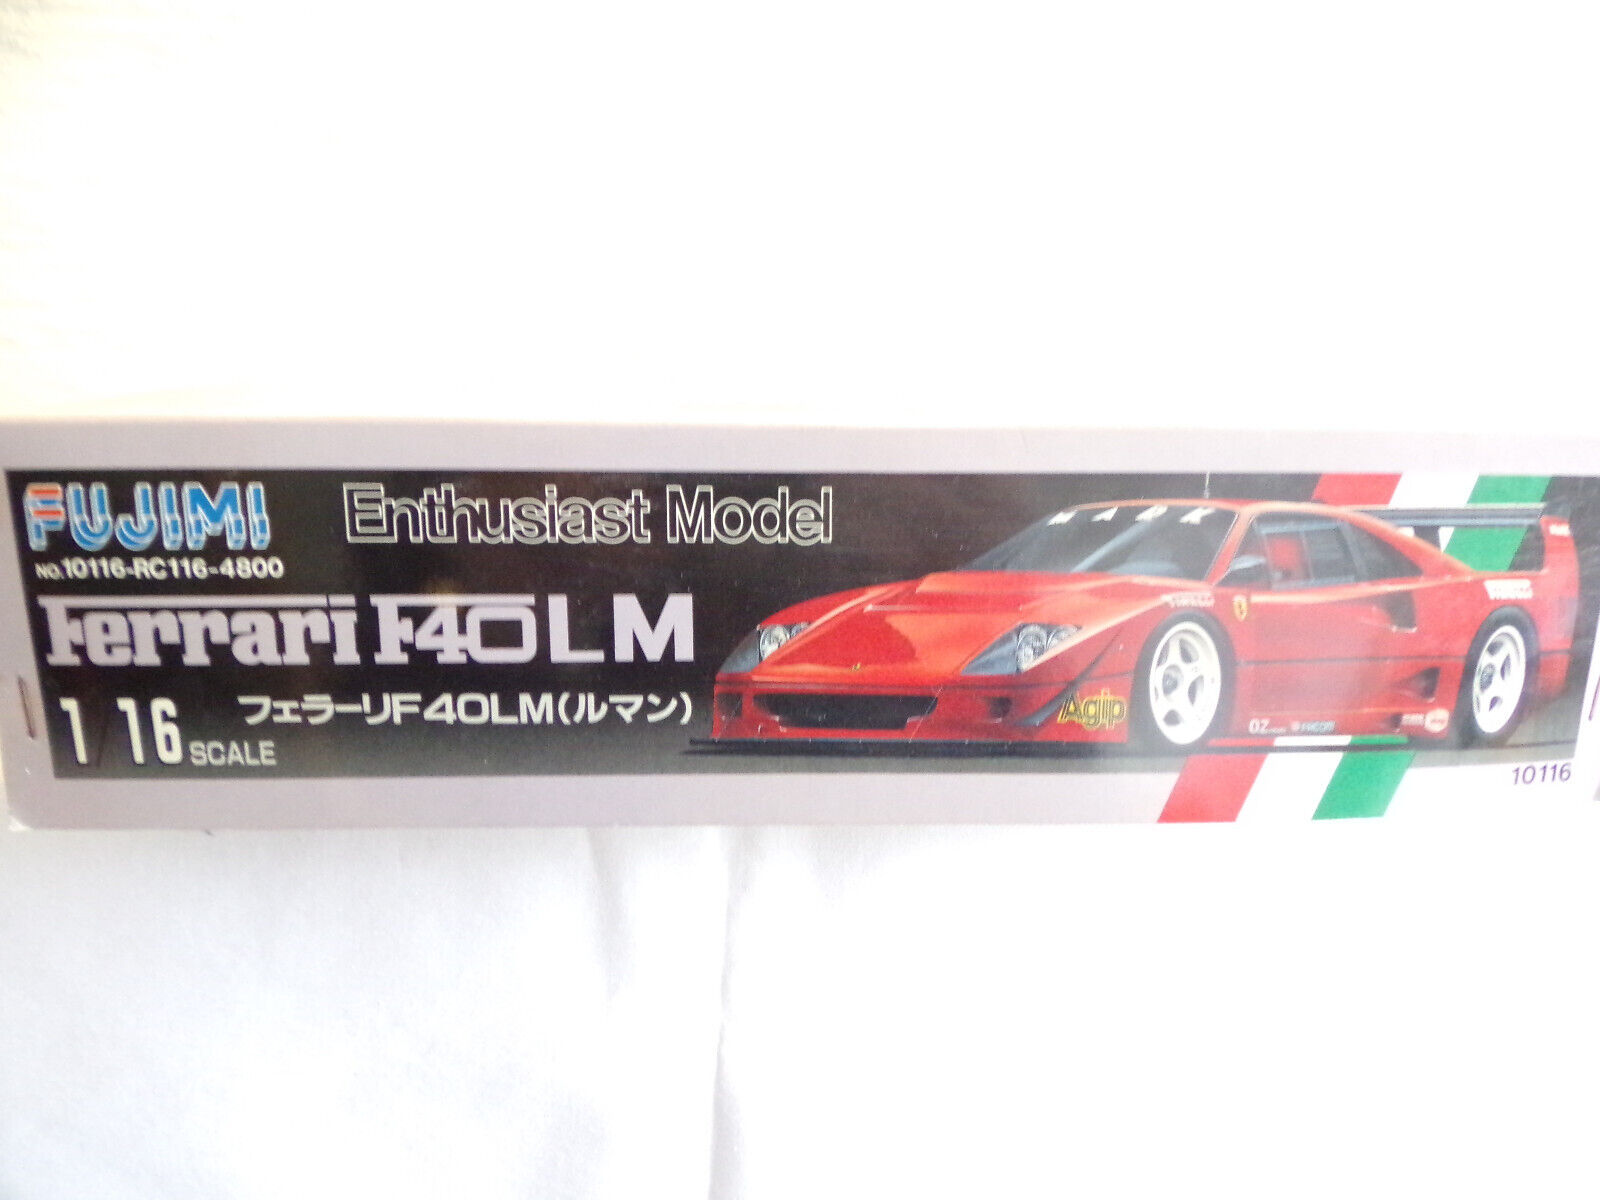 FUJIMI
Enthusiast Model
NO.10116-RC116-4800
Ferrari F40LM
フェラーリF40LM(ルマン)
1/16 SCALE
Agip
OZ
10116